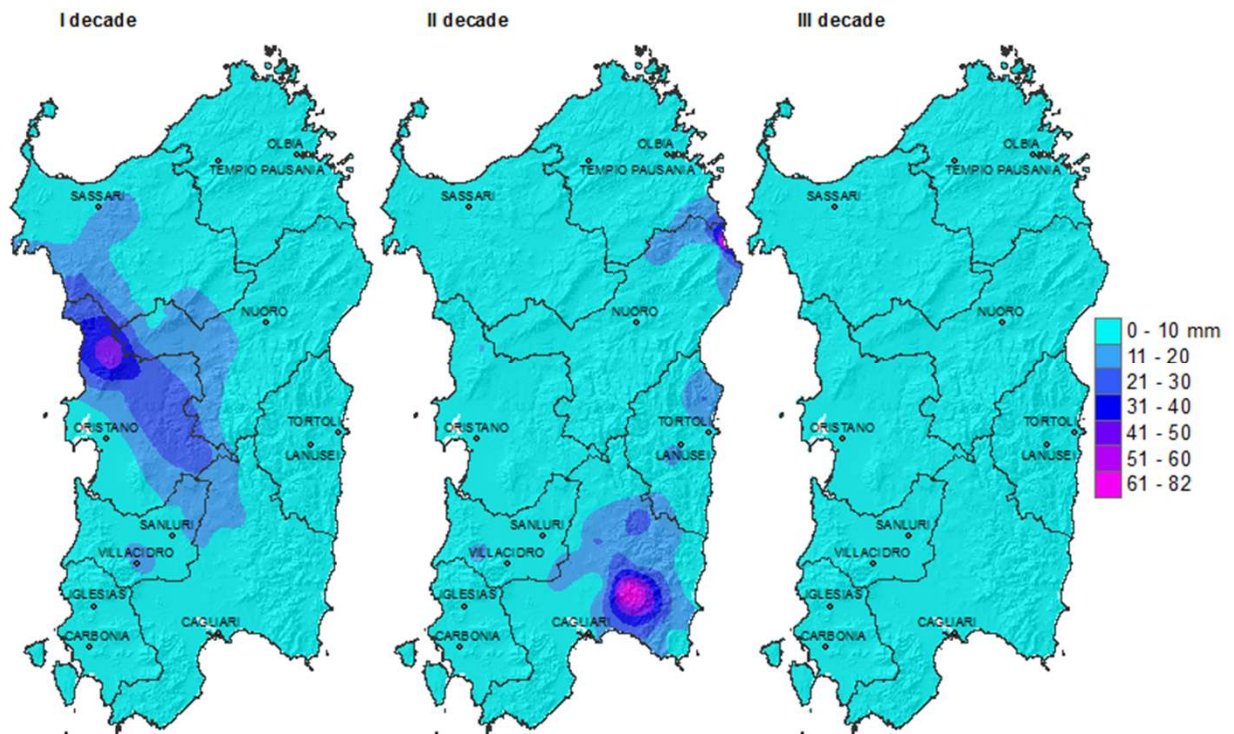 I decade
II decade
III decade
OLBIA
TEMPIO PAUSANIA
SASSARI
NUORO
ORISTANO
TORTOLI
LANUSEI
SANLURI
VILLACIDRO
IGLESIAS
CARBONIA
CAGLIARI
OLBIA
TEMPIO PAUSANIA
SASSARI
NUORO
ORISTANO
TORTOLI
LANUSEI
SANLURI
VILLACIDRO
IGLESIAS
CARBONIA
CAGLIARI
OLBIA
TEMPIO PAUSANIA
SASSARI
NUORO
ORISTANO
TORTOLI
LANUSEI
SANLURI
VILLACIDRO
IGLESIAS
CARBONIA
CAGLIARI
0 - 10 mm
11 - 20
21 - 30
31 - 40
41 - 50
51 - 60
61 - 82